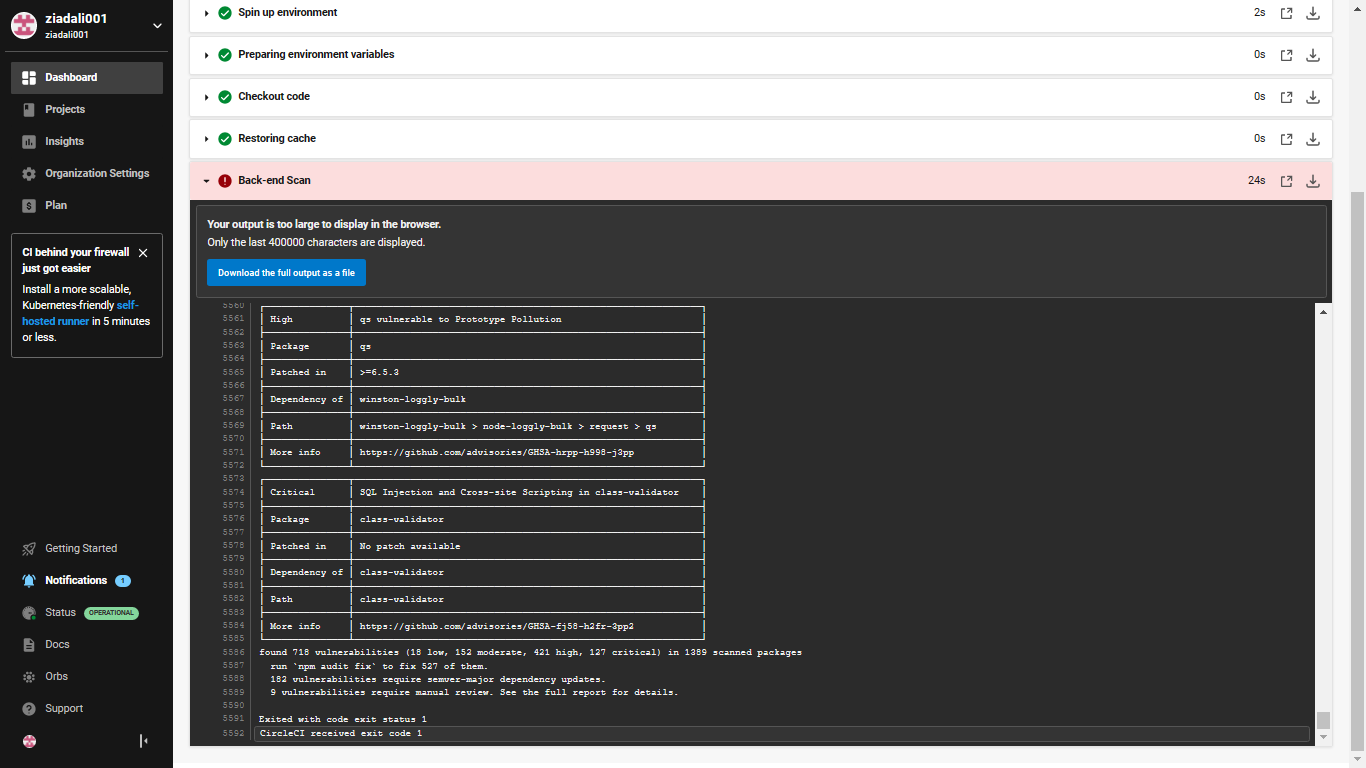 ziadali001
ziadali001
Dashboard
Projects
Insights
Organization Settings
Plan
CI behind your firewall
just got easier
Install a more scalable,
Kubernetes-friendly self-
hosted runner in 5 minutes
or less.
Getting Started
Notifications 1
Status OPERATIONAL
Docs
Orbs
Support
Spin up environment 2s
Preparing environment variables 0s
Checkout code 0s
Restoring cache 0s
Back-end Scan 24s
Your output is too large to display in the browser.
Only the last 400000 characters are displayed.
Download the full output as a file
5560
5561 High qs vulnerable to Prototype Pollution
5562
5563 Package qs
5564
5565 Patched in >=6.5.3
5566
5567 Dependency of winston-loggly-bulk
5568
5569 Path winston-loggly-bulk > node-loggly-bulk > request > qs
5570
5571 More info https://github.com/advisories/GHSA-hrpp-h998-j3pp
5572
5573
5574 Critical SQL Injection and Cross-site Scripting in class-validator
5575
5576 Package class-validator
5577
5578 Patched in No patch available
5579
5580 Dependency of class-validator
5581
5582 Path class-validator
5583
5584 More info https://github.com/advisories/GHSA-fj58-h2fr-3pp2
5585
5586 found 718 vulnerabilities (18 low, 152 moderate, 421 high, 127 critical) in 1389 scanned packages
5587 run `npm audit fix` to fix 527 of them.
5588 182 vulnerabilities require semver-major dependency updates.
5589 9 vulnerabilities require manual review. See the full report for details.
5590
5591 Exited with code exit status 1
5592 CircleCI received exit code 1